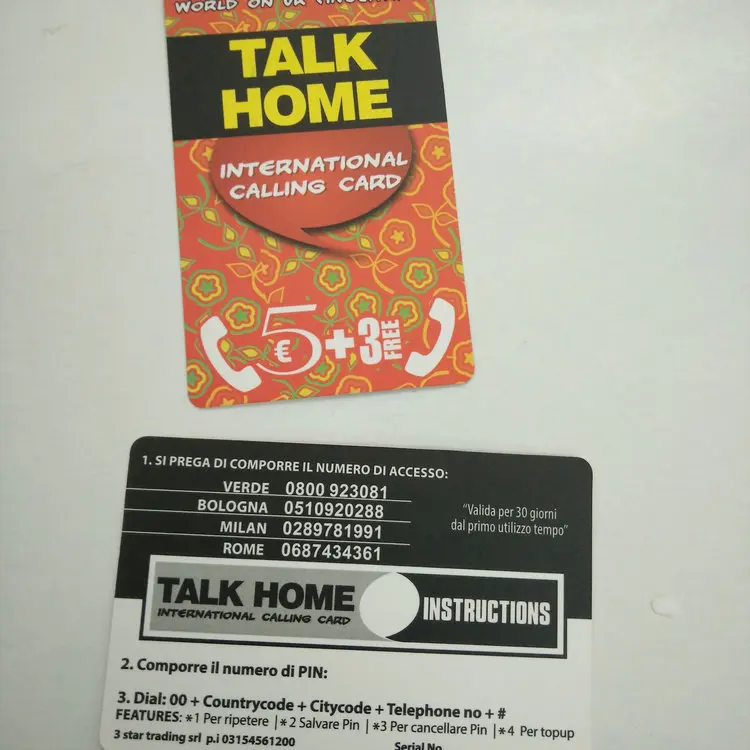 WORLD ON UR
TALK
HOME
INTERNATIONAL
CALLING CARD
5 € + 3 FREE
1. SI PREGA DI COMPORRE IL NUMERO DI ACCESSO:
VERDE 0800 923081
BOLOGNA 0510920288
MILAN 0289781991
ROME 0687434361
"Valida per 30 giorni
dal primo utilizzo tempo"
TALK HOME
INTERNATIONAL CALLING CARD
INSTRUCTIONS
2. Comporre il numero di PIN:
3. Dial: 00 + Countrycode + Citycode + Telephone no + #
FEATURES: *1 Per ripetere | *2 Salvare Pin | *3 Per cancellare Pin | *4 Per topup
3 star trading srl p.i 03154561200
Serial No